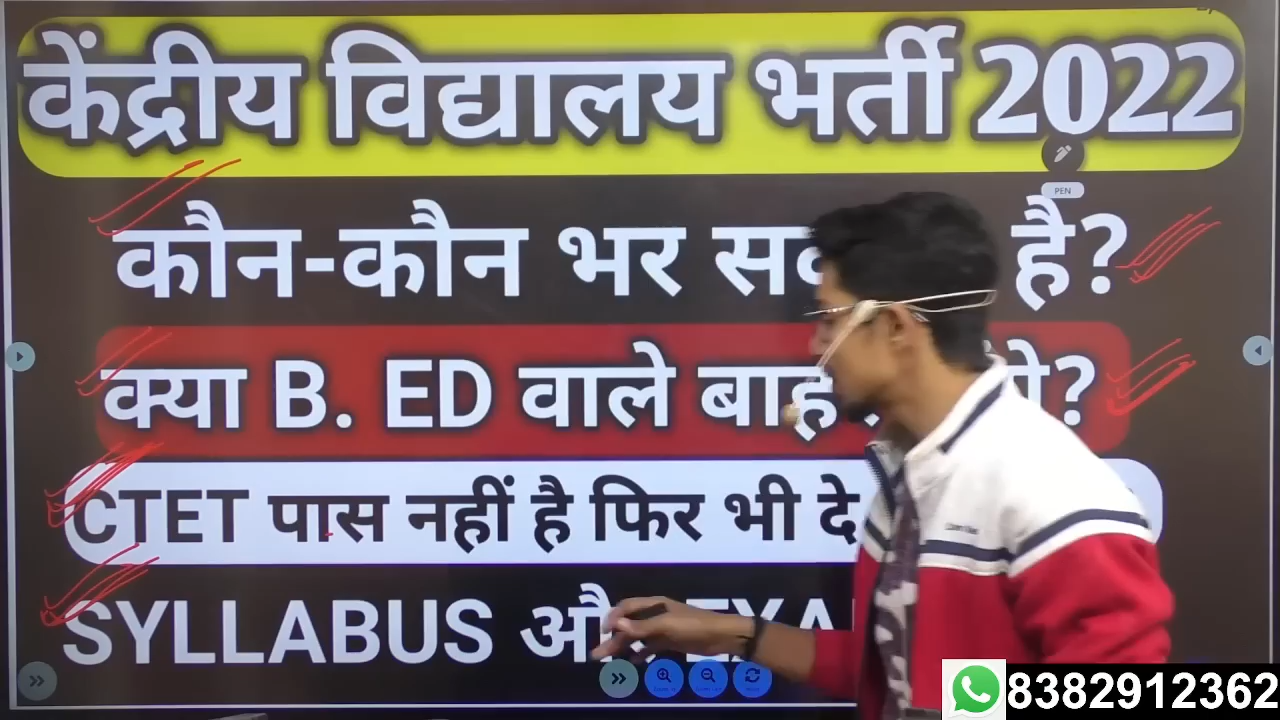 केंद्रीय विद्यालय भर्ती 2022
PEN
कौन-कौन भर है?
क्या B. ED वाले ?
CTET पास नहीं है फिर भी
SYLLABUS
8382912362